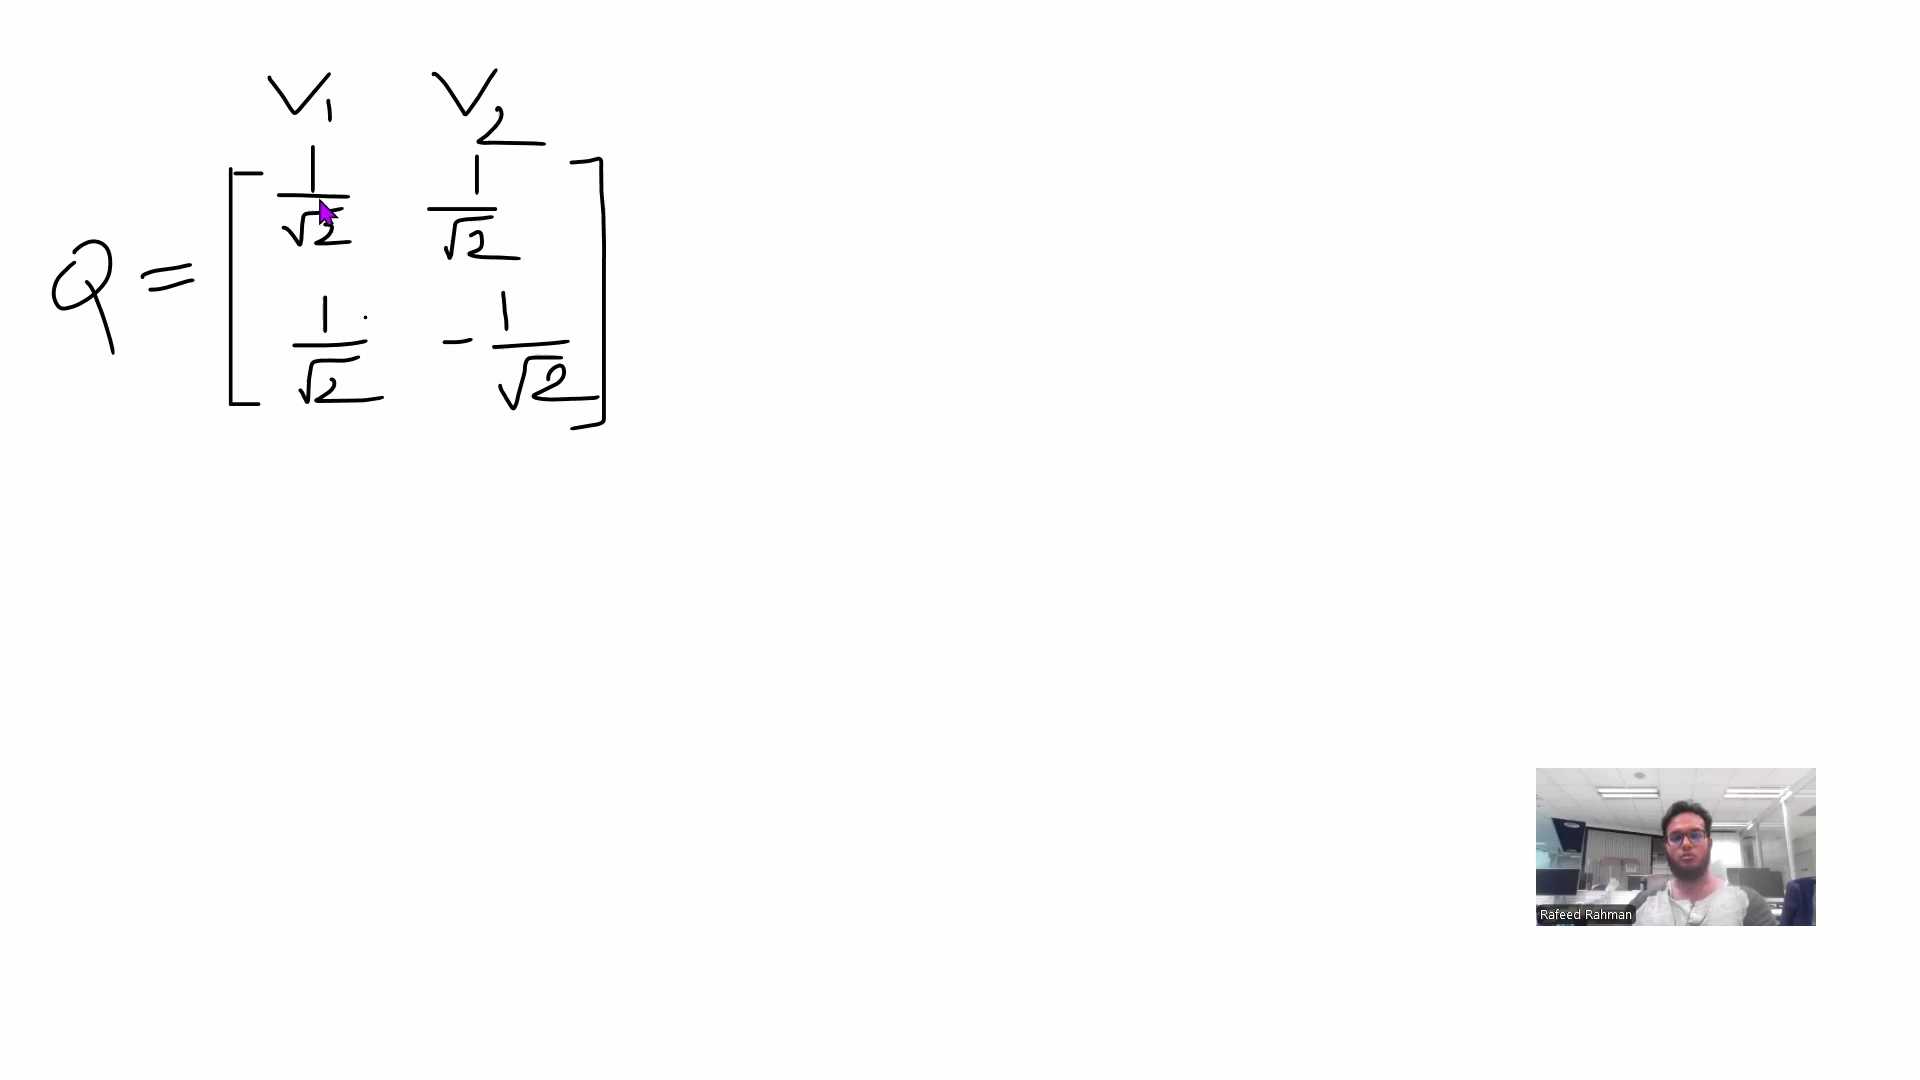 V₁ V₂
Q = [ 1/√2 1/√2
1/√2 - 1/√2 ]
Rafeed Rahman